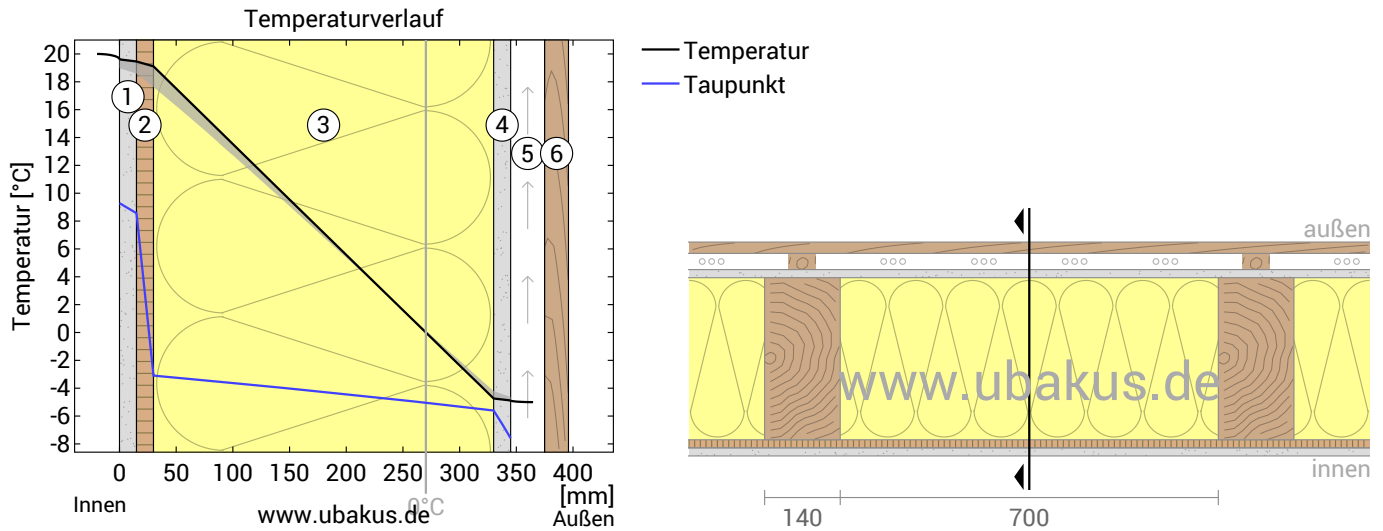 Temperaturverlauf
Temperatur
Taupunkt
Temperatur [°C]
20
18
16
14
12
10
8
6
4
2
0
-2
-4
-6
-8
1
2
3
4
5
6
0 50 100 150 200 250 300 350 400
[mm]
Innen
www.ubakus.de
0°C
Außen
außen
www.ubakus.de
innen
140
700